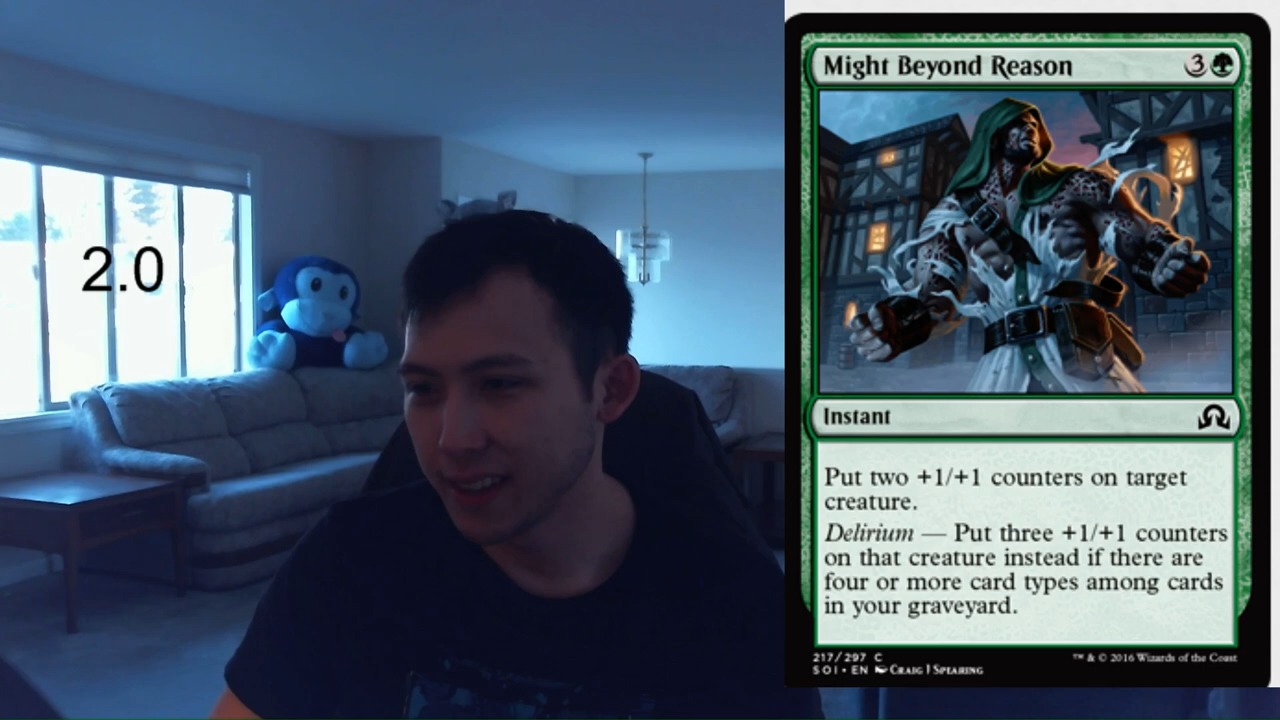 2.0
Might Beyond Reason 3
Instant
Put two +1/+1 counters on target
creature.
Delirium — Put three +1/+1 counters
on that creature instead if there are
four or more card types among cards
in your graveyard.
217/297 C
SOI • EN Craig J Spearing
™ & © 2016 Wizards of the Coast